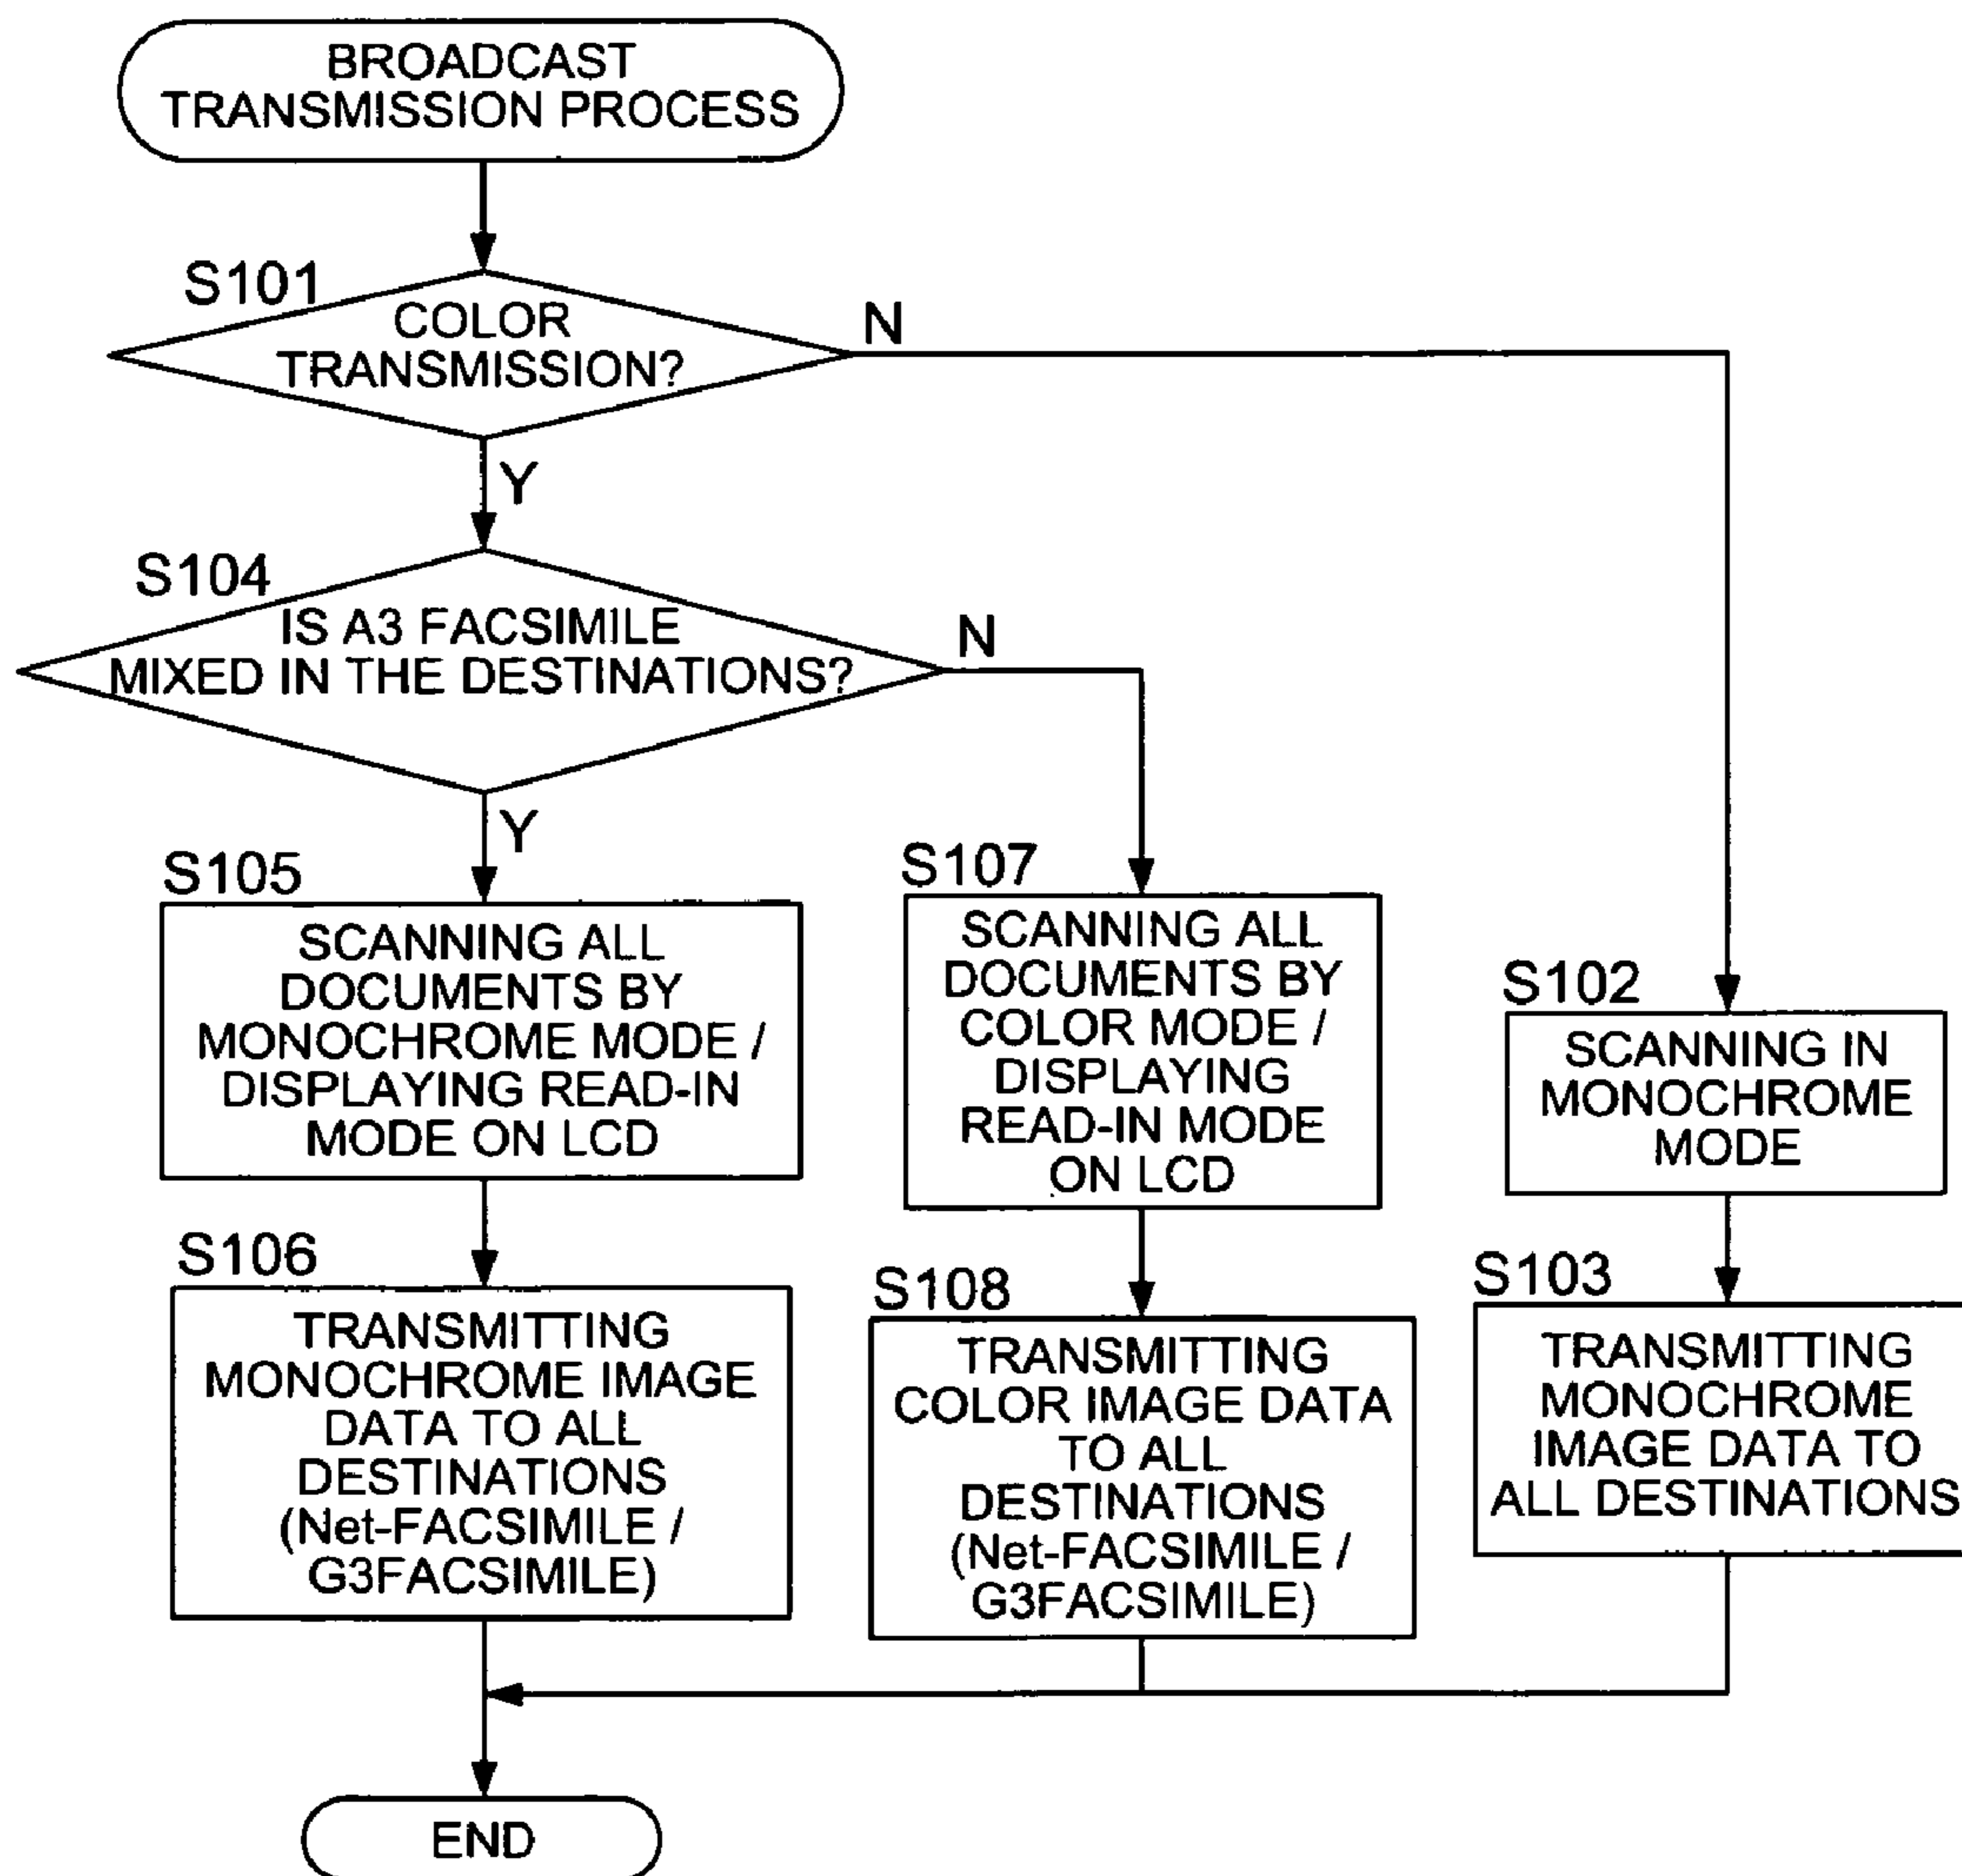 BROADCAST
TRANSMISSION PROCESS
S101
COLOR
TRANSMISSION?
N
Y
S104
IS A3 FACSIMILE
MIXED IN THE DESTINATIONS?
N
Y
S105
SCANNING ALL
DOCUMENTS BY
MONOCHROME MODE /
DISPLAYING READ-IN
MODE ON LCD
S107
SCANNING ALL
DOCUMENTS BY
COLOR MODE /
DISPLAYING
READ-IN MODE
ON LCD
S102
SCANNING IN
MONOCHROME
MODE
S106
TRANSMITTING
MONOCHROME IMAGE
DATA TO ALL
DESTINATIONS
(Net-FACSIMILE /
G3FACSIMILE)
S108
TRANSMITTING
COLOR IMAGE DATA
TO ALL
DESTINATIONS
(Net-FACSIMILE /
G3FACSIMILE)
S103
TRANSMITTING
MONOCHROME
IMAGE DATA TO
ALL DESTINATIONS
END